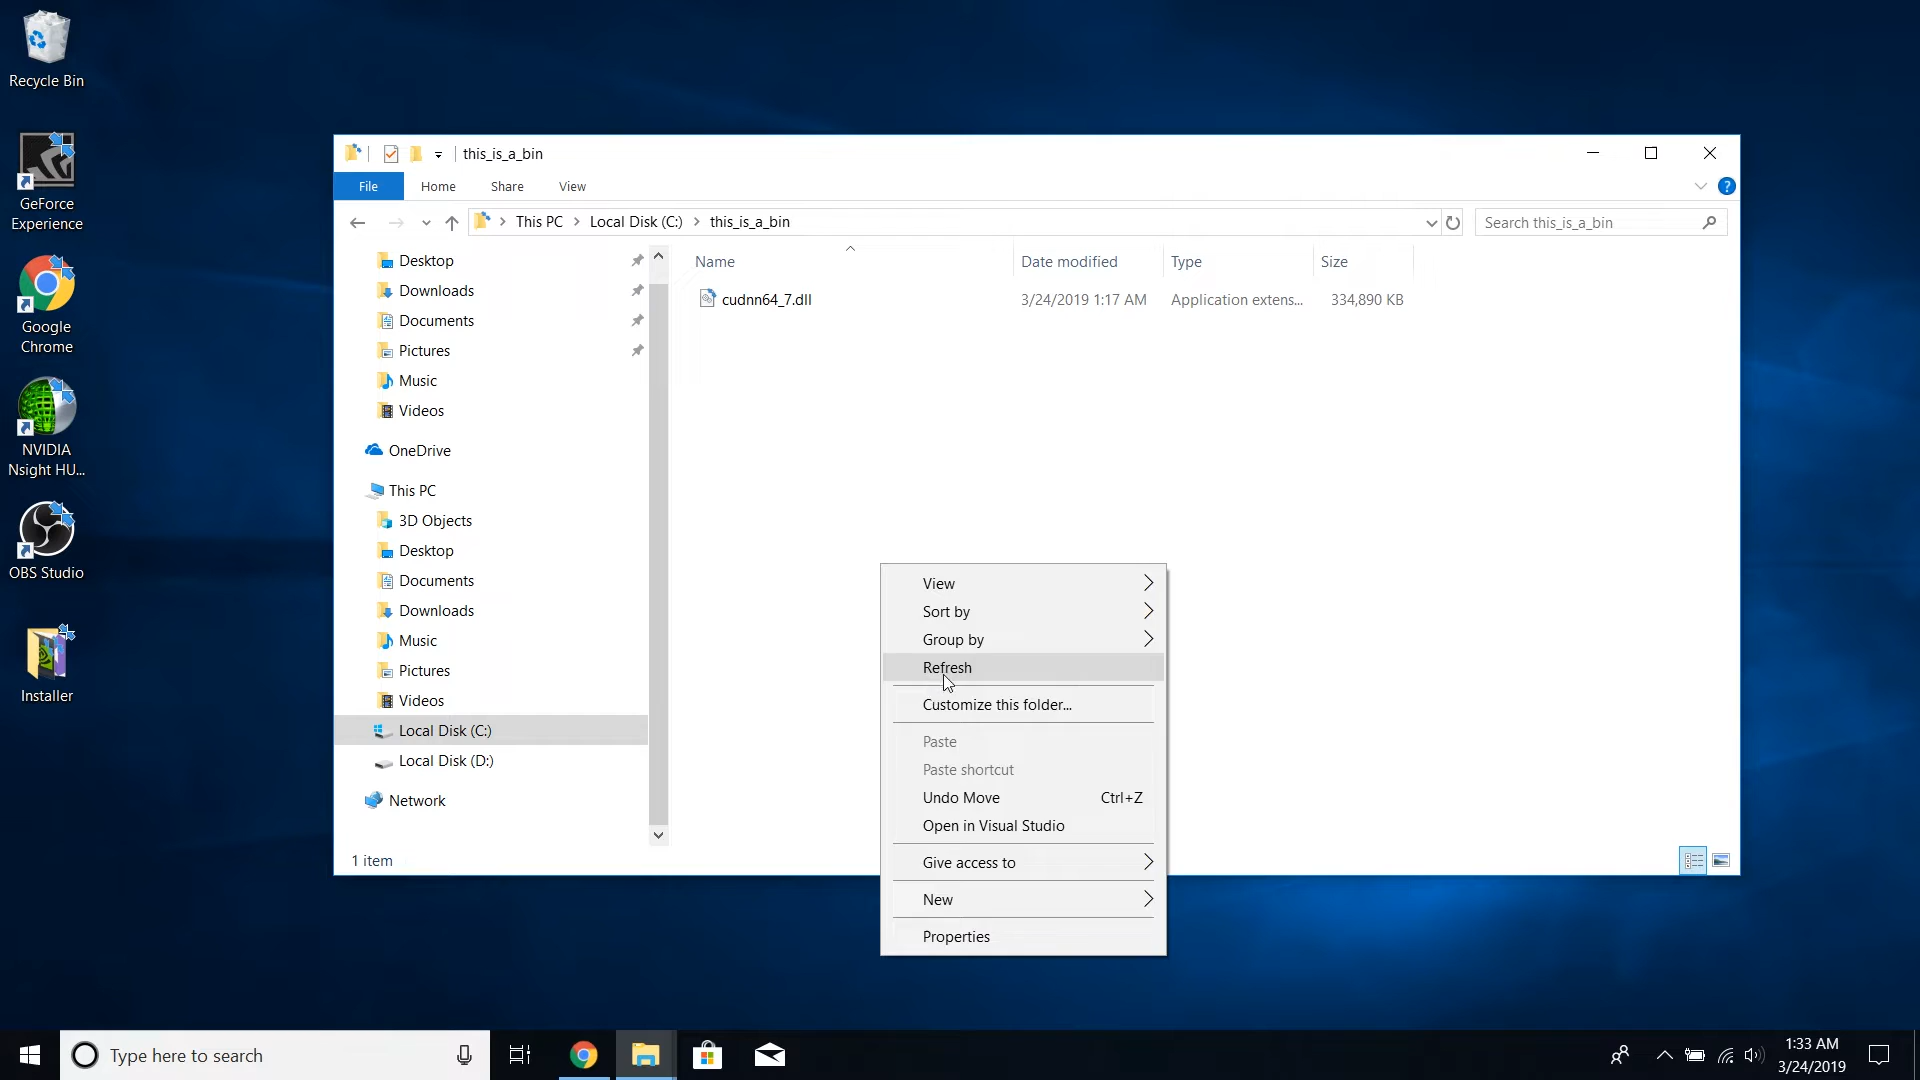 Recycle Bin
GeForce
Experience
Google
Chrome
NVIDIA
Nsight HU...
OBS Studio
Installer
this_is_a_bin
File Home Share View
This PC Local Disk (C:) this_is_a_bin
Search this_is_a_bin
Desktop
Downloads
Documents
Pictures
Music
Videos
OneDrive
This PC
3D Objects
Desktop
Documents
Downloads
Music
Pictures
Videos
Local Disk (C:)
Local Disk (D:)
Network
1 item
Name Date modified Type Size
cudnn64_7.dll 3/24/2019 1:17 AM Application extens... 334,890 KB
View
Sort by
Group by
Refresh
Customize this folder...
Paste
Paste shortcut
Undo Move Ctrl+Z
Open in Visual Studio
Give access to
New
Properties
Type here to search
1:33 AM
3/24/2019